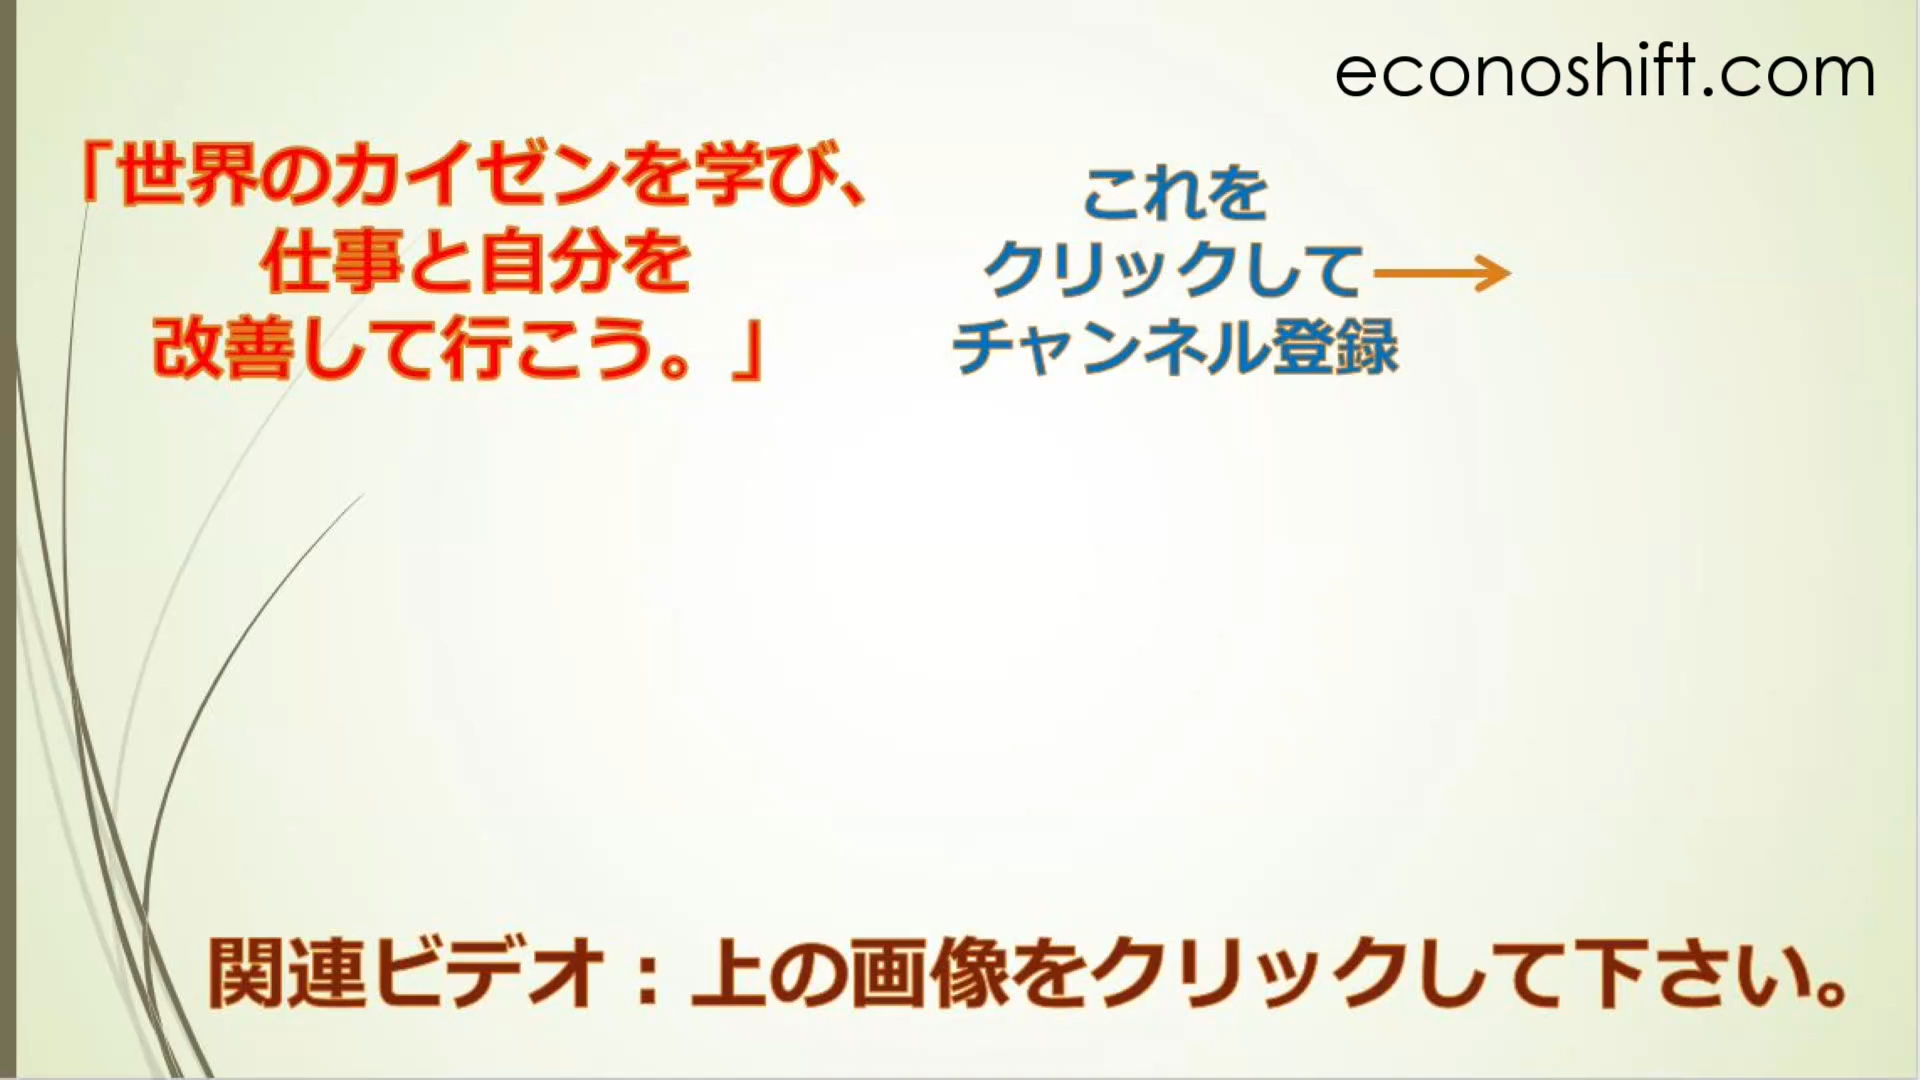 econoshift.com
「世界のカイゼンを学び、
仕事と自分を
改善して行こう。」
これを
クリックして
チャンネル登録
関連ビデオ：上の画像をクリックして下さい。